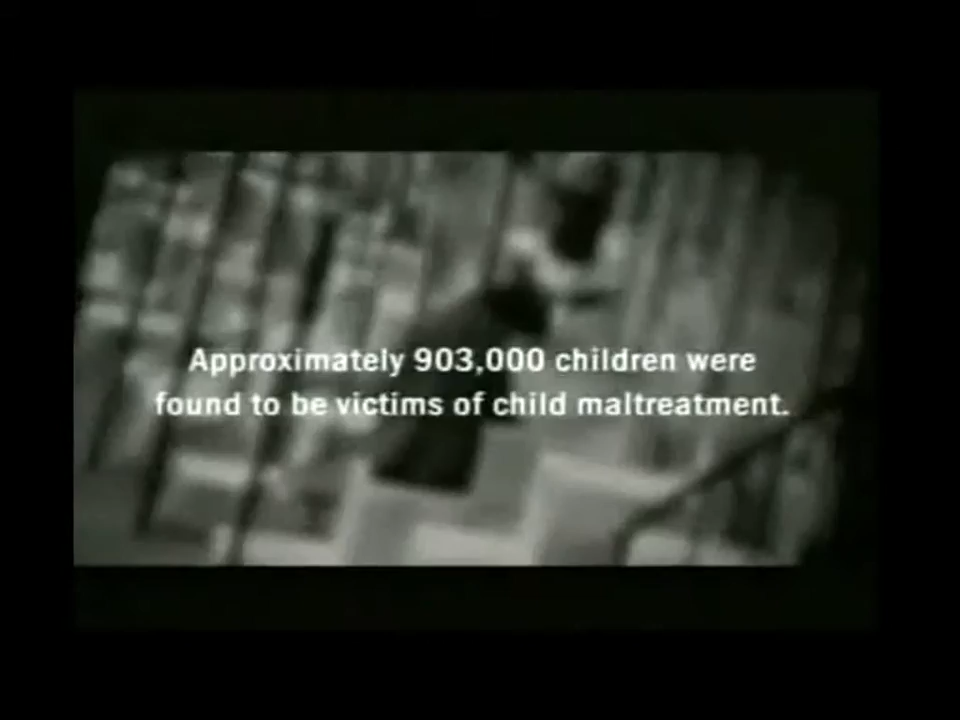 Approximately 903,000 children were
found to be victims of child maltreatment.